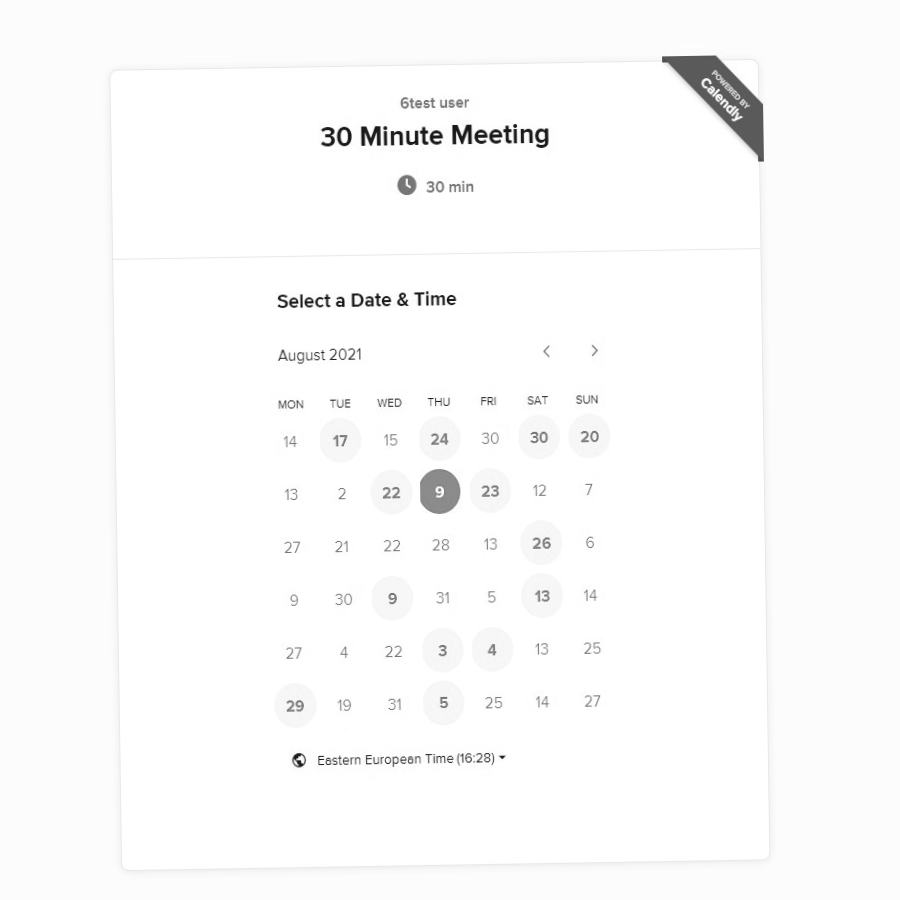 POWERED BY
Calendly
6test user
30 Minute Meeting
30 min
Select a Date & Time
August 2021
MON TUE WED THU FRI SAT SUN
14 17 15 24 30 30 20
13 2 22 9 23 12 7
27 21 22 28 13 26 6
9 30 9 31 5 13 14
27 4 22 3 4 13 25
29 19 31 5 25 14 27
Eastern European Time (16:28)